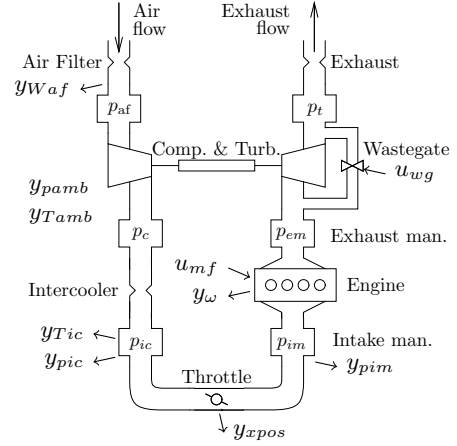 Air
flow
Exhaust
flow
Air Filter
Exhaust
y_{Waf}
p_{af}
p_t
Comp. & Turb.
Wastegate
u_{wg}
y_{pamb}
y_{Tamb}
p_c
p_{em}
Exhaust man.
u_{mf}
Intercooler
y_ω
Engine
y_{Tic}
p_{ic}
p_{im}
Intake man.
y_{pic}
y_{pim}
Throttle
y_{xpos}